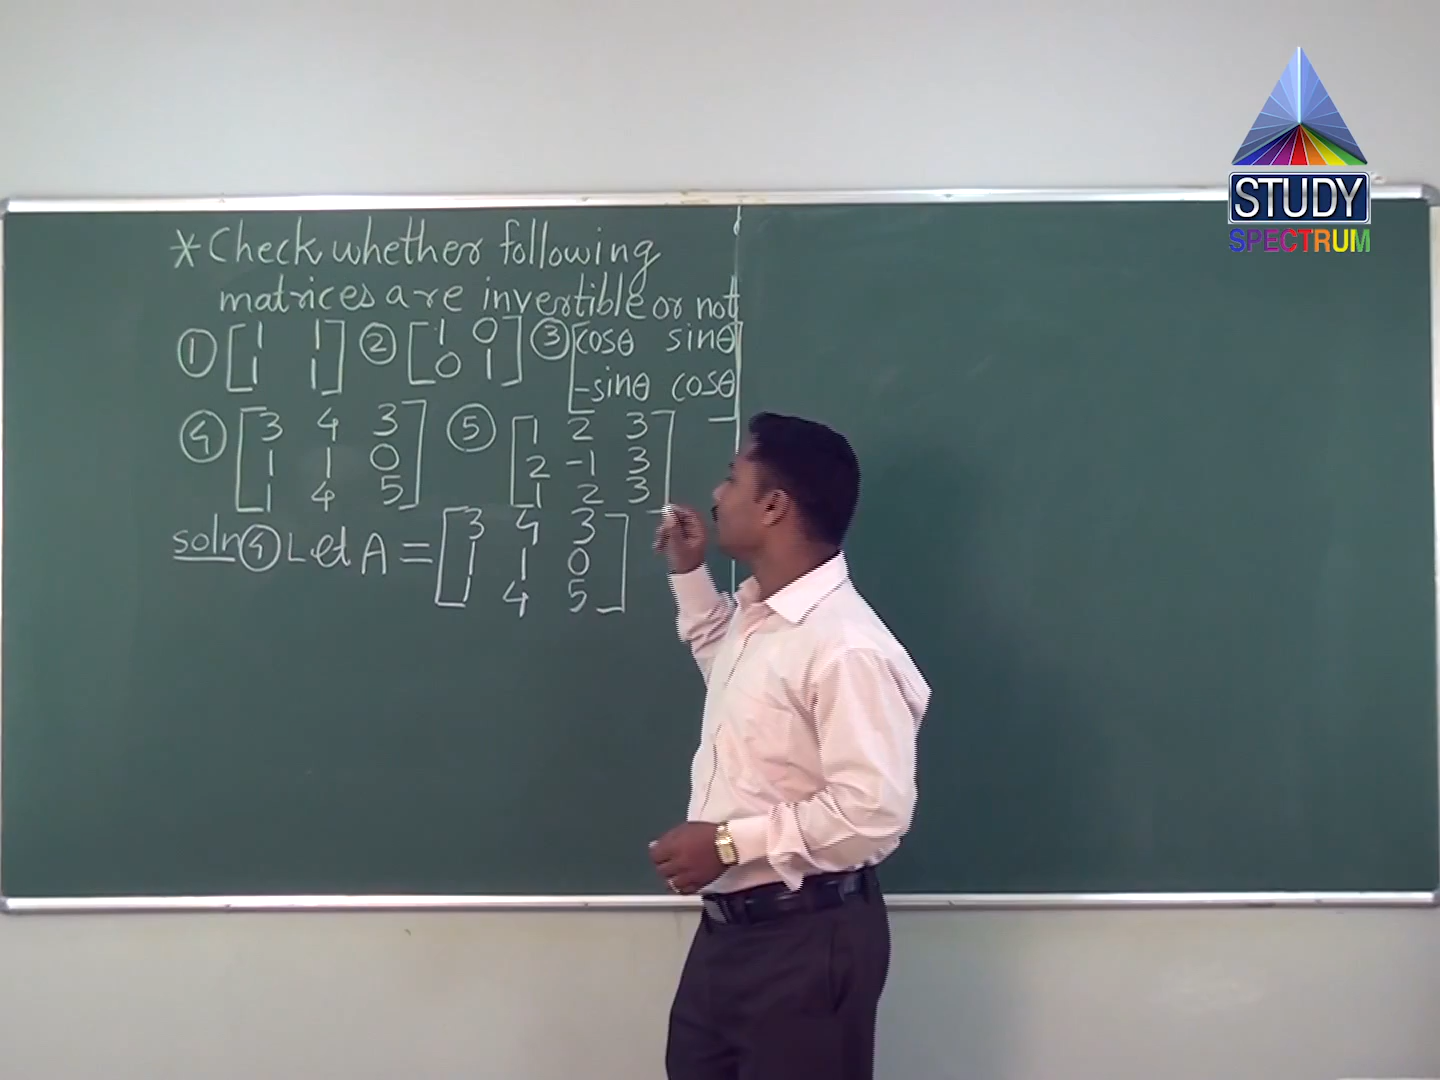 * Check whether following
matrices are invertible or not
① [1 1 ② [1 0 ③ [cosθ sinθ
1 1] 0 1] -sinθ cosθ]
④ [3 4 3 ⑤ [1 2 3
1 1 0 2 -1 3
1 4 5] 1 2 3]
soln ④ Let A = [3 4 3
1 1 0
1 4 5]
STUDY
SPECTRUM